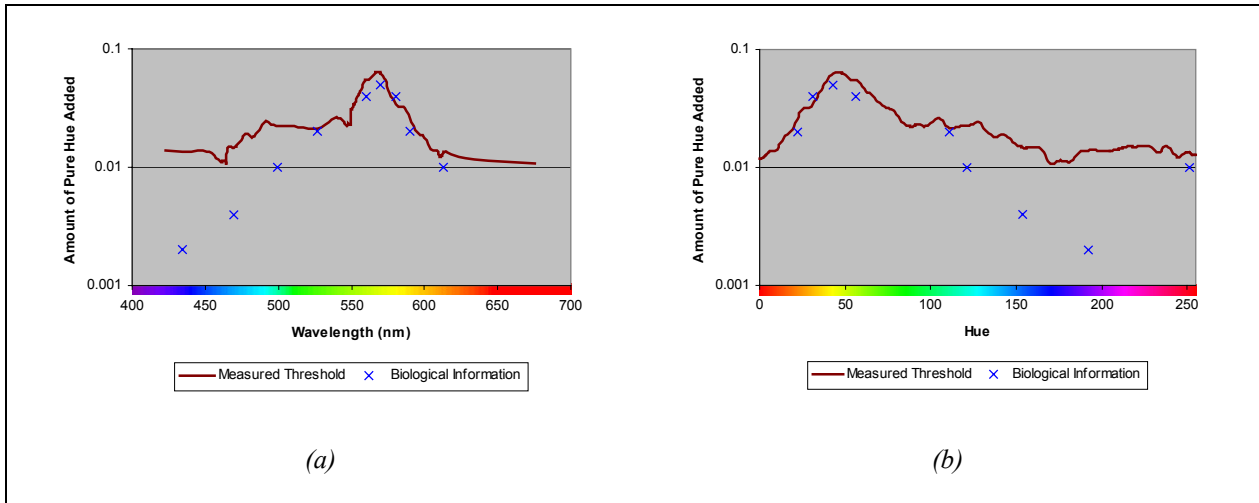 0.1
0.01
0.001
Amount of Pure Hue Added
400 450 500 550 600 650 700
Wavelength (nm)
Measured Threshold Biological Information
(a)
0.1
0.01
0.001
Amount of Pure Hue Added
0 50 100 150 200 250
Hue
Measured Threshold Biological Information
(b)